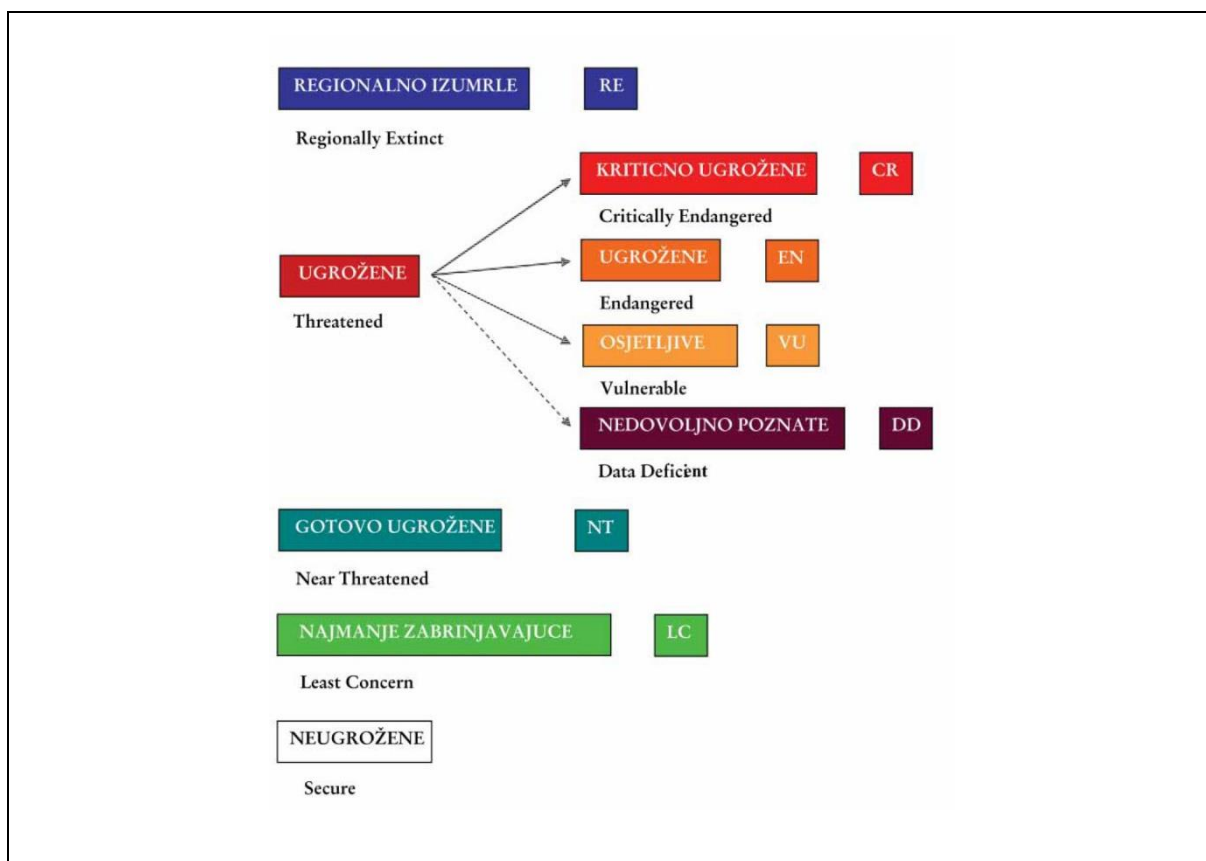 REGIONALNO IZUMRLE RE
Regionally Extinct
KRITICNO UGROŽENE CR
Critically Endangered
UGROŽENE EN
Endangered
UGROŽENE
Threatened
OSJETLJIVE VU
Vulnerable
NEDOVOLJNO POZNATE DD
Data Deficient
GOTOVO UGROŽENE NT
Near Threatened
NAJMANJE ZABRINJAVAJUCE LC
Least Concern
NEUGROŽENE
Secure